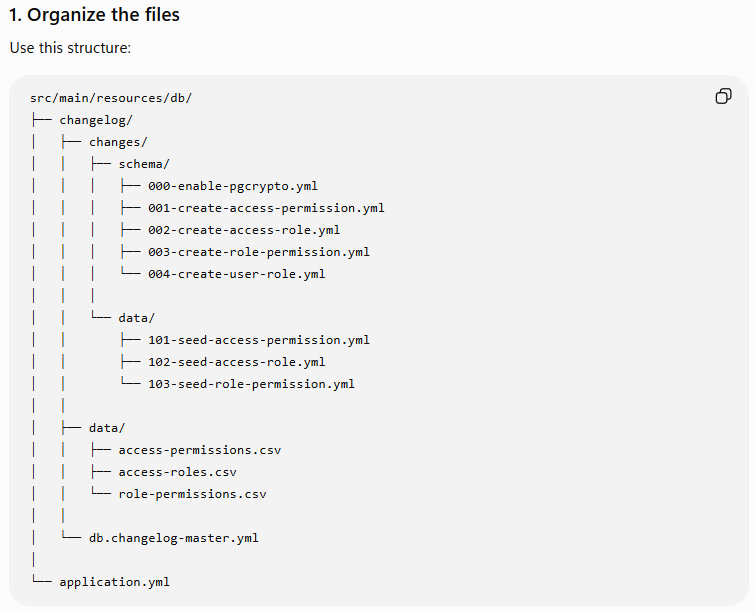 1. Organize the files
Use this structure:
src/main/resources/db/
├── changelog/
│   ├── changes/
│   │   ├── schema/
│   │   │   ├── 000-enable-pgcrypto.yml
│   │   │   ├── 001-create-access-permission.yml
│   │   │   ├── 002-create-access-role.yml
│   │   │   ├── 003-create-role-permission.yml
│   │   │   └── 004-create-user-role.yml
│   │   │
│   │   └── data/
│   │       ├── 101-seed-access-permission.yml
│   │       ├── 102-seed-access-role.yml
│   │       └── 103-seed-role-permission.yml
│   │
│   ├── data/
│   │   ├── access-permissions.csv
│   │   ├── access-roles.csv
│   │   └── role-permissions.csv
│   │
│   └── db.changelog-master.yml
│
└── application.yml